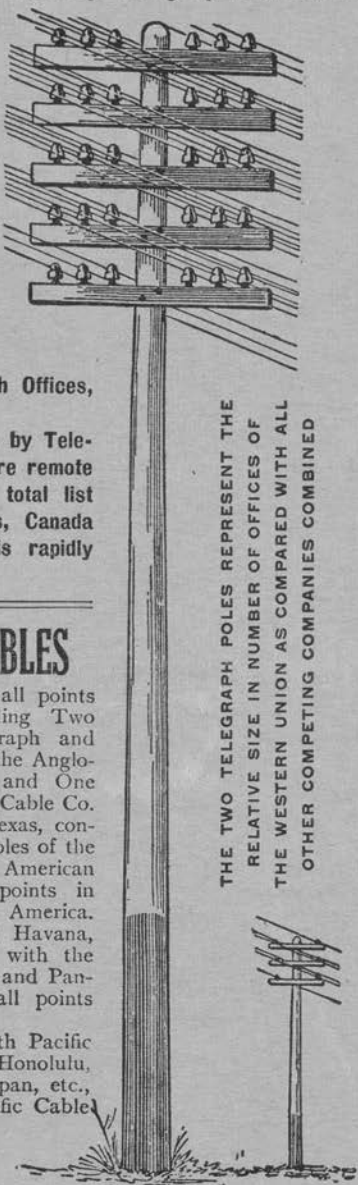 h Offices,
by Tele-
re remote
total list
s, Canada
is rapidly
BLES
all points
ing Two
raph and
the Anglo-
and One
Cable Co.
exas, con-
bles of the
American
points in
America.
Havana,
with the
and Pan-
all points
th Pacific
Honolulu,
pan, etc.,
fic Cable
THE TWO TELEGRAPH POLES REPRESENT THE
RELATIVE SIZE IN NUMBER OF OFFICES OF
THE WESTERN UNION AS COMPARED WITH ALL
OTHER COMPETING COMPANIES COMBINED